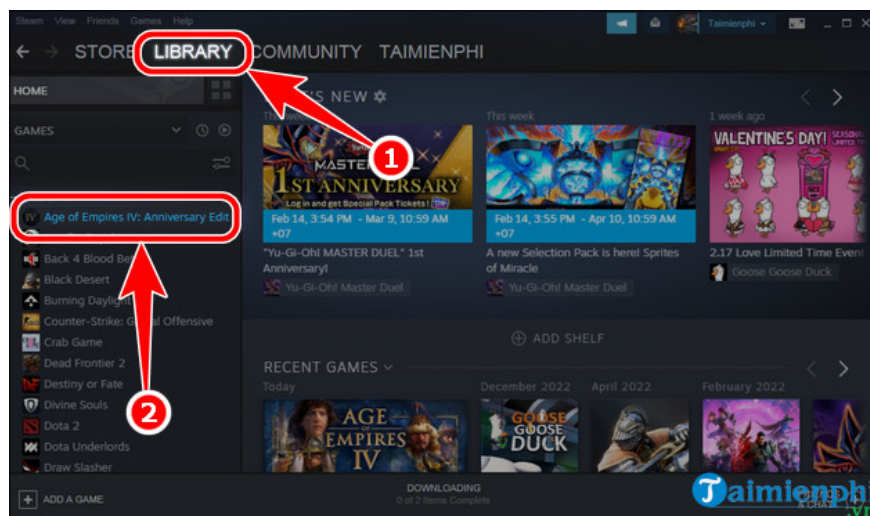 Steam View Friends Games Help
Taimienphi
STORE LIBRARY COMMUNITY TAIMIENPHI
HOME
'S NEW
GAMES
This week
This week
1 week ago
MASTER DUEL
1ST ANNIVERSARY
Log in and get Special Pack Tickets!
VALENTINE'S DAY!
1
Feb 14, 3:54 PM - Mar 9, 10:59 AM
+07
Feb 14, 3:55 PM - Apr 10, 10:59 AM
+07
Age of Empires IV: Anniversary Edit
"Yu-Gi-Oh! MASTER DUEL" 1st
Anniversary!
A new Selection Pack is here! Sprites
of Miracle
2.17 Love Limited Time Event
Yu-Gi-Oh! Master Duel
Yu-Gi-Oh! Master Duel
Goose Goose Duck
Back 4 Blood Be
Black Desert
Burning Daylight
Counter-Strike: Global Offensive
Crab Game
Dead Frontier 2
Destiny or Fate
Divine Souls
Dota 2
Dota Underlords
Draw Slasher
2
ADD SHELF
RECENT GAMES
Today
December 2022
April 2022
February 2022
AGE
EMPIRES
IV
GOOSE
GOOSE
DUCK
ADD A GAME
DOWNLOADING
0 of 2 Items Complete
& CHAT
Taimienphi
.vn